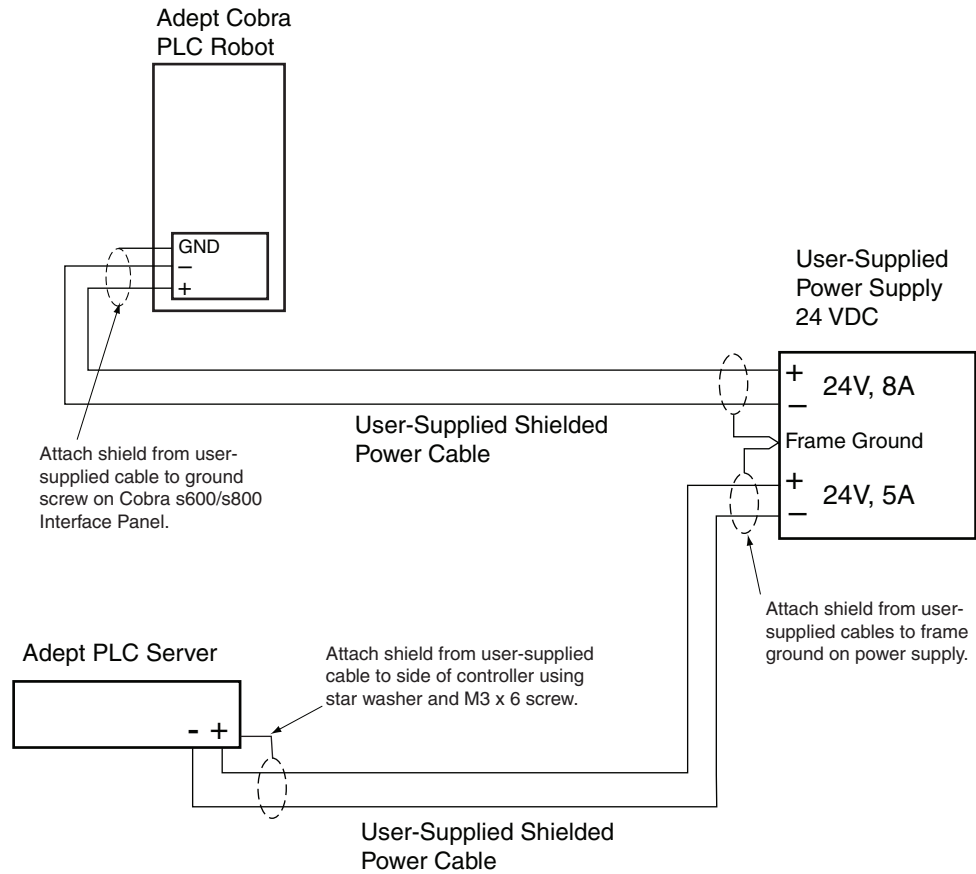 Adept Cobra
PLC Robot
GND
–
+
User-Supplied
Power Supply
24 VDC
+ 24V, 8A
–
Frame Ground
+ 24V, 5A
–
User-Supplied Shielded
Power Cable
Attach shield from user-
supplied cable to ground
screw on Cobra s600/s800
Interface Panel.
Attach shield from user-
supplied cables to frame
ground on power supply.
Adept PLC Server
- +
Attach shield from user-supplied
cable to side of controller using
star washer and M3 x 6 screw.
User-Supplied Shielded
Power Cable